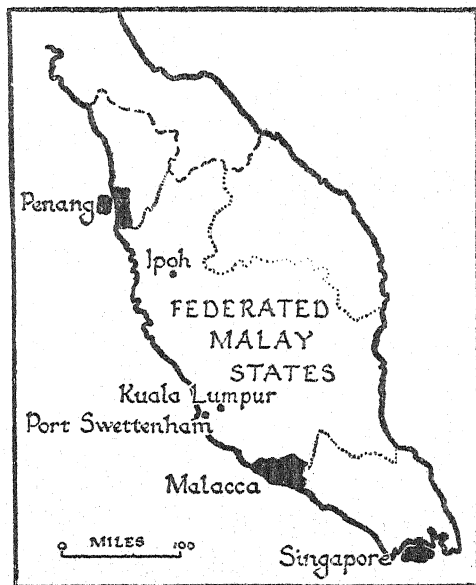 Penang
Ipoh
FEDERATED
MALAY
STATES
Kuala Lumpur
Port Swettenham
Malacca
0 MILES 100
Singapore